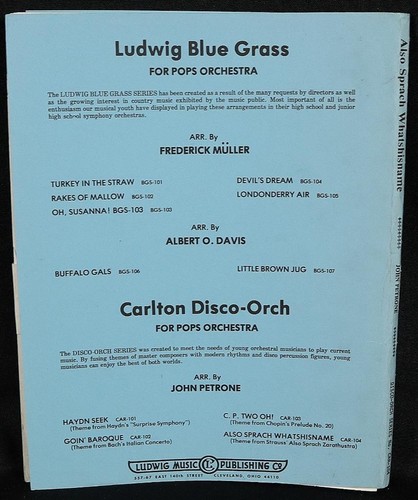 Ludwig Blue Grass
FOR POPS ORCHESTRA
The LUDWIG BLUE GRASS SERIES has been created as a result of the many requests by directors as well
as the growing interest in country music exhibited by the music public. Most important of all is the
enthusiasm our musical youth have displayed in playing these arrangements in their high school and junior
high school symphony orchestras.
ARR. By
FREDERICK MÜLLER
TURKEY IN THE STRAW BGS-101
DEVIL'S DREAM BGS-104
RAKES OF MALLOW BGS-102
LONDONDERRY AIR BGS-105
OH, SUSANNA! BGS-103 BGS-103
ARR. By
ALBERT O. DAVIS
BUFFALO GALS BGS-106
LITTLE BROWN JUG BGS-107
Carlton Disco-Orch
FOR POPS ORCHESTRA
The DISCO-ORCH SERIES was created to meet the needs of young orchestral musicians to play current
music. By fusing themes of master composers with modern rhythms and disco percussion figures, young
musicians can enjoy the best of both worlds.
ARR. By
JOHN PETRONE
HAYDN SEEK CAR-101
(Theme from Haydn's "Surprise Symphony")
C. P. TWO OH! CAR-103
(Theme from Chopin's Prelude No. 20)
GOIN' BAROQUE CAR-102
(Theme from Bach's Italian Concerto)
ALSO SPRACH WHATSHISNAME CAR-104
(Theme from Strauss' Also Sprach Zarathustra)
LUDWIG MUSIC PUBLISHING CO
557-67 EAST 140th STREET CLEVELAND, OHIO 44110
Also Sprach Whatshisname
JOHN PETRONE